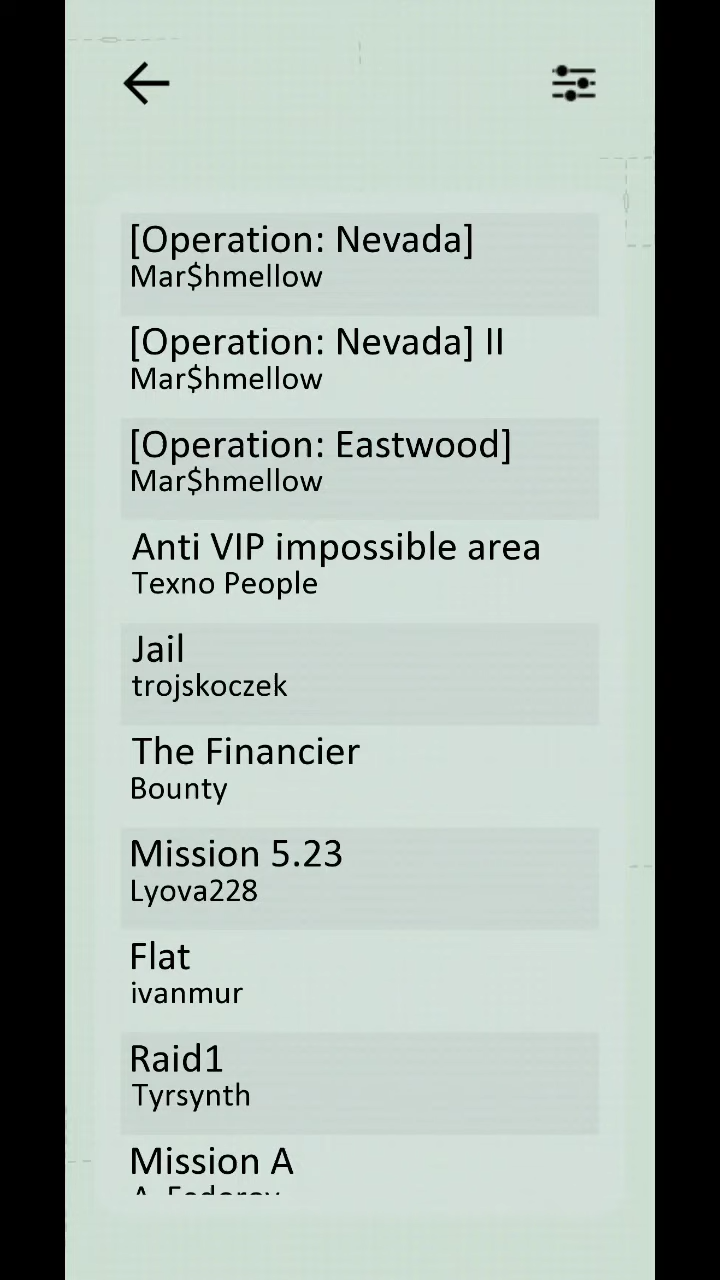 [Operation: Nevada]
Mar$hmellow
[Operation: Nevada] II
Mar$hmellow
[Operation: Eastwood]
Mar$hmellow
Anti VIP impossible area
Texno People
Jail
trojskoczek
The Financier
Bounty
Mission 5.23
Lyova228
Flat
ivanmur
Raid1
Tyrsynth
Mission A